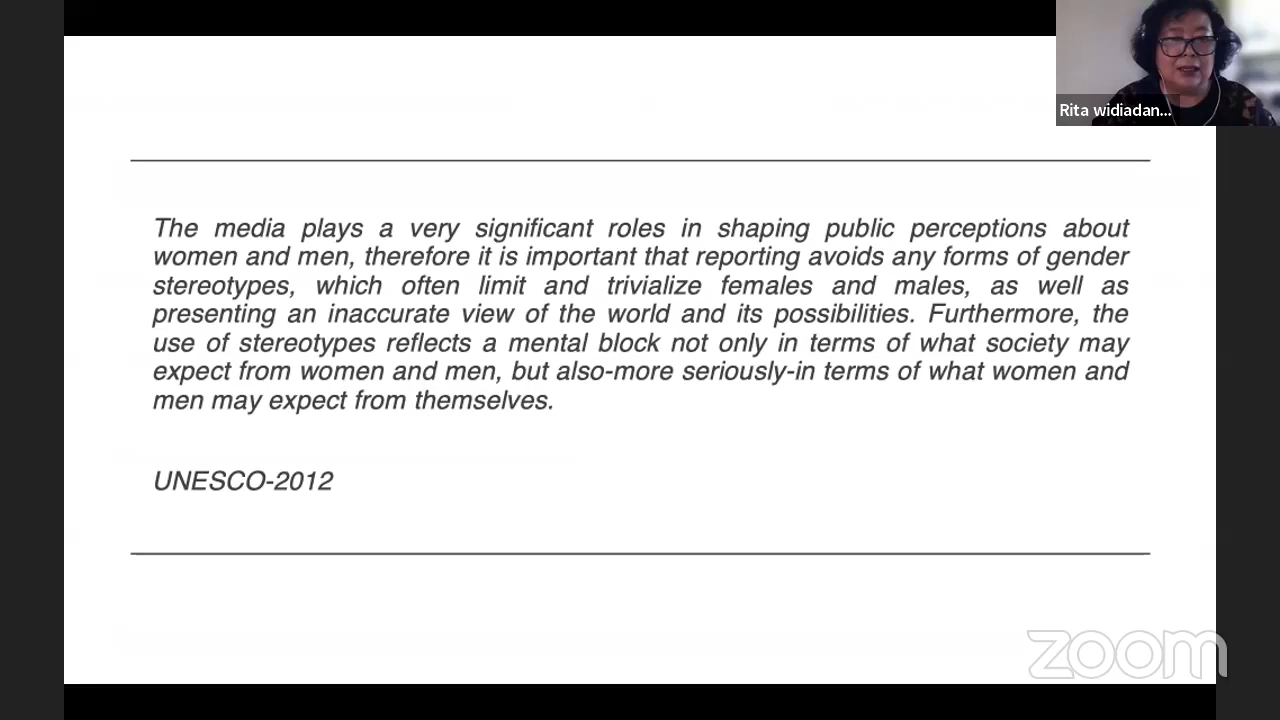 Rita widiadan...
The media plays a very significant roles in shaping public perceptions about
women and men, therefore it is important that reporting avoids any forms of gender
stereotypes, which often limit and trivialize females and males, as well as
presenting an inaccurate view of the world and its possibilities. Furthermore, the
use of stereotypes reflects a mental block not only in terms of what society may
expect from women and men, but also-more seriously-in terms of what women and
men may expect from themselves.
UNESCO-2012
zoom